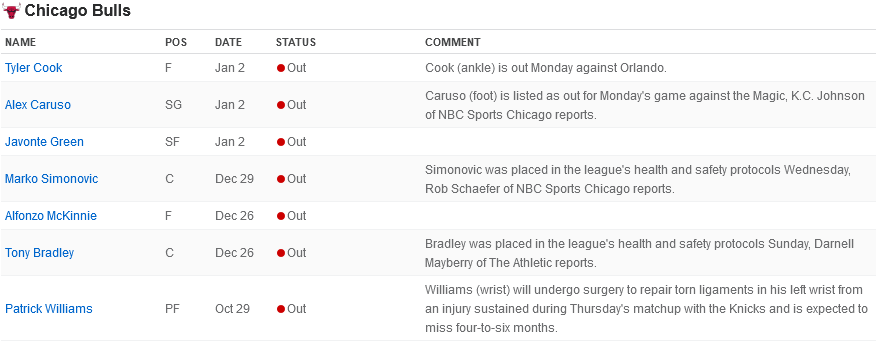 Chicago Bulls
NAME POS DATE STATUS COMMENT
Tyler Cook F Jan 2 Out Cook (ankle) is out Monday against Orlando.
Alex Caruso SG Jan 2 Out Caruso (foot) is listed as out for Monday's game against the Magic, K.C. Johnson
of NBC Sports Chicago reports.
Javonte Green SF Jan 2 Out
Marko Simonovic C Dec 29 Out Simonovic was placed in the league's health and safety protocols Wednesday,
Rob Schaefer of NBC Sports Chicago reports.
Alfonzo McKinnie F Dec 26 Out
Tony Bradley C Dec 26 Out Bradley was placed in the league's health and safety protocols Sunday, Darnell
Mayberry of The Athletic reports.
Patrick Williams PF Oct 29 Out Williams (wrist) will undergo surgery to repair torn ligaments in his left wrist from
an injury sustained during Thursday's matchup with the Knicks and is expected to
miss four-to-six months.